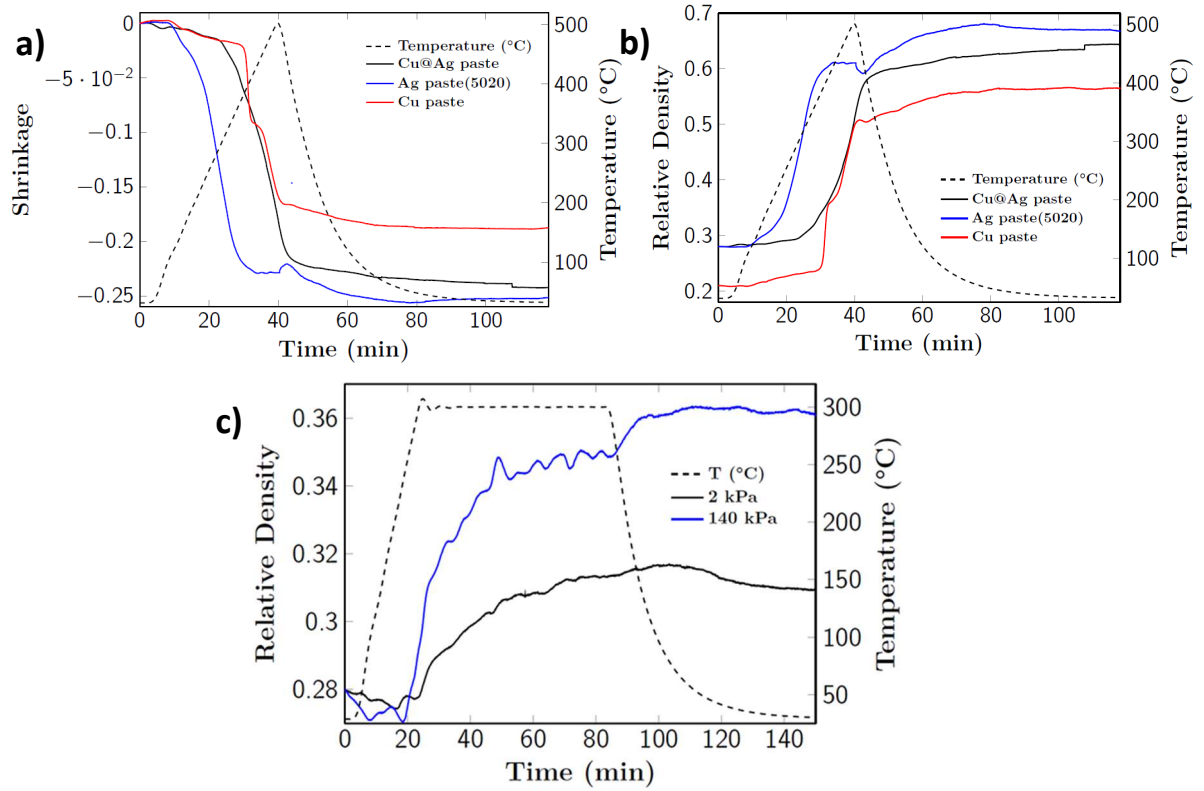 a)
0
−5 · 10⁻²
−0.1
−0.15
−0.2
−0.25
Shrinkage
0 20 40 60 80 100
Time (min)
500
400
300
200
100
Temperature (°C)
Temperature (°C)
Cu@Ag paste
Ag paste(5020)
Cu paste
b)
0.7
0.6
0.5
0.4
0.3
0.2
Relative Density
0 20 40 60 80 100
Time (min)
500
400
300
200
100
Temperature (°C)
Temperature (°C)
Cu@Ag paste
Ag paste(5020)
Cu paste
c)
0.36
0.34
0.32
0.3
0.28
Relative Density
0 20 40 60 80 100 120 140
Time (min)
300
250
200
150
100
50
Temperature (°C)
T (°C)
2 kPa
140 kPa